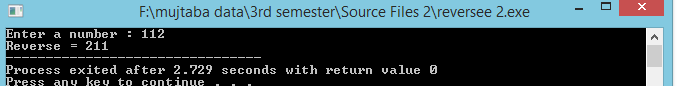 F:\mujtaba data\3rd semester\Source Files 2\reversee 2.exe
Enter a number : 112
Reverse = 211
--------------------------------
Process exited after 2.729 seconds with return value 0
Press any key to continue . . .